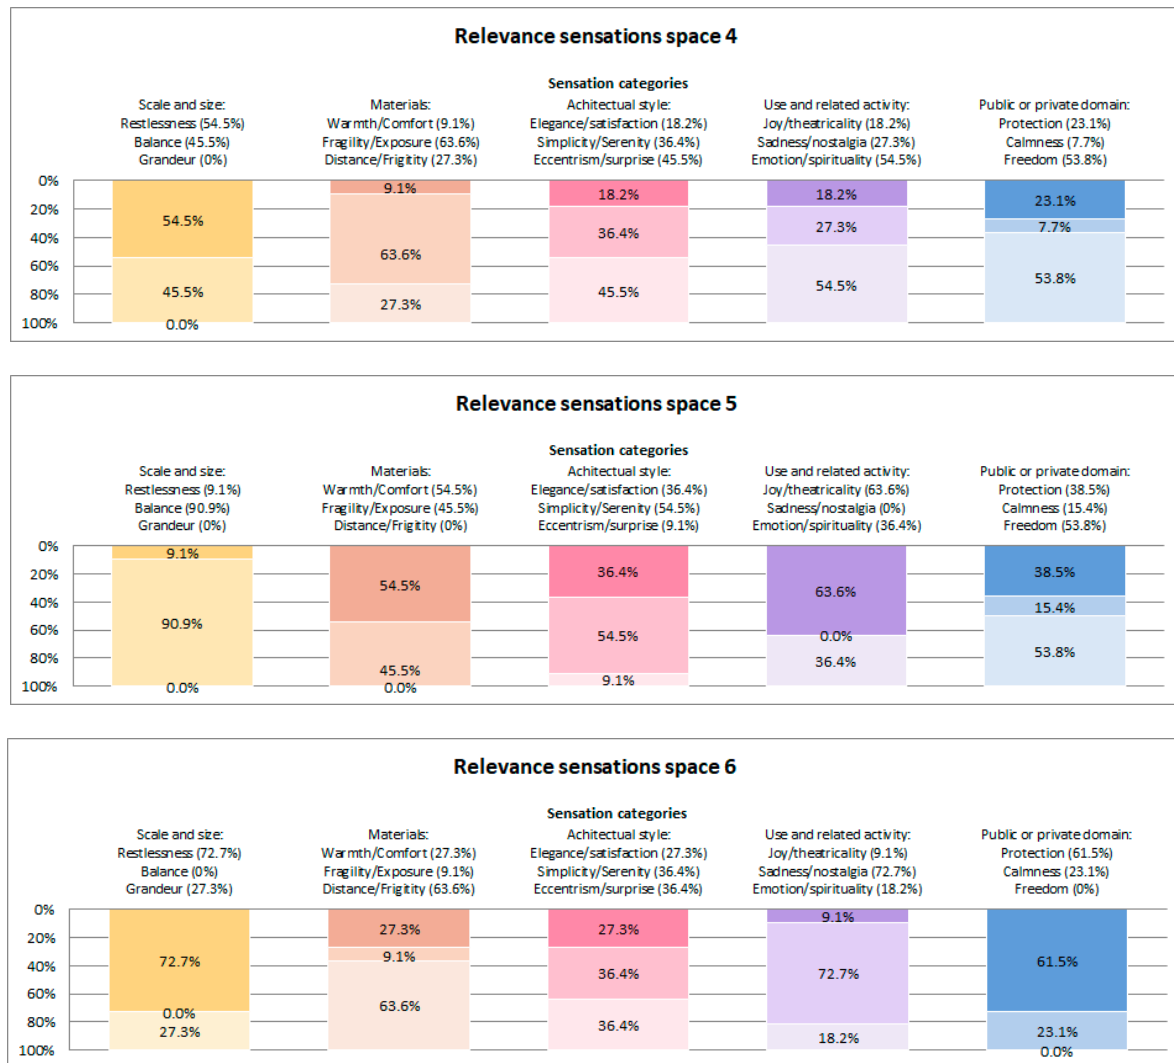 Relevance sensations space 4
Sensation categories
Scale and size: Materials: Achitectual style: Use and related activity: Public or private domain:
Restlessness (54.5%) Warmth/Comfort (9.1%) Elegance/satisfaction (18.2%) Joy/theatricality (18.2%) Protection (23.1%)
Balance (45.5%) Fragility/Exposure (63.6%) Simplicity/Serenity (36.4%) Sadness/nostalgia (27.3%) Calmness (7.7%)
Grandeur (0%) Distance/Frigitity (27.3%) Eccentrism/surprise (45.5%) Emotion/spirituality (54.5%) Freedom (53.8%)
0% 9.1%
20% 18.2% 18.2% 23.1%
54.5% 27.3% 7.7%
40% 36.4%
60% 63.6% 53.8%
80% 45.5% 27.3% 45.5% 54.5%
100% 0.0%
Relevance sensations space 5
Sensation categories
Scale and size: Materials: Achitectual style: Use and related activity: Public or private domain:
Restlessness (9.1%) Warmth/Comfort (54.5%) Elegance/satisfaction (36.4%) Joy/theatricality (63.6%) Protection (38.5%)
Balance (90.9%) Fragility/Exposure (45.5%) Simplicity/Serenity (54.5%) Sadness/nostalgia (0%) Calmness (15.4%)
Grandeur (0%) Distance/Frigitity (0%) Eccentrism/surprise (9.1%) Emotion/spirituality (36.4%) Freedom (53.8%)
0% 9.1%
20% 54.5% 36.4% 63.6% 38.5%
40% 15.4%
60% 90.9% 54.5% 0.0%
80% 45.5% 36.4% 53.8%
100% 0.0% 0.0% 9.1%
Relevance sensations space 6
Sensation categories
Scale and size: Materials: Achitectual style: Use and related activity: Public or private domain:
Restlessness (72.7%) Warmth/Comfort (27.3%) Elegance/satisfaction (27.3%) Joy/theatricality (9.1%) Protection (61.5%)
Balance (0%) Fragility/Exposure (9.1%) Simplicity/Serenity (36.4%) Sadness/nostalgia (72.7%) Calmness (23.1%)
Grandeur (27.3%) Distance/Frigitity (63.6%) Eccentrism/surprise (36.4%) Emotion/spirituality (18.2%) Freedom (0%)
0% 9.1%
20% 27.3% 27.3%
40% 72.7% 9.1% 36.4% 72.7% 61.5%
60% 63.6%
80% 0.0% 27.3% 36.4% 18.2% 23.1%
100% 0.0%